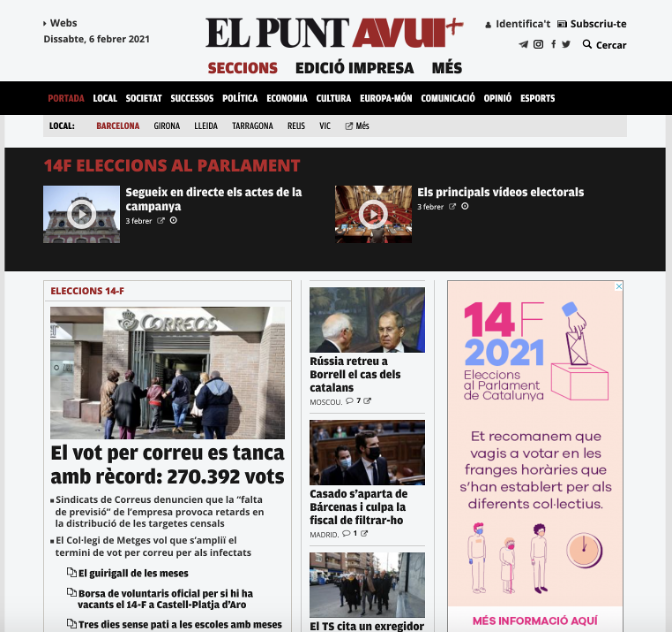 Webs
Dissabte, 6 febrer 2021
EL PUNT AVUI+
Identifica't
Subscriu-te
Cercar
SECCIONS EDICIÓ IMPRESA MÉS
PORTADA LOCAL SOCIETAT SUCCESSOS POLÍTICA ECONOMIA CULTURA EUROPA-MÓN COMUNICACIÓ OPINIÓ ESPORTS
LOCAL: BARCELONA GIRONA LLEIDA TARRAGONA REUS VIC Més
14F ELECCIONS AL PARLAMENT
Segueix en directe els actes de la
campanya
3 febrer
Els principals vídeos electorals
3 febrer
ELECCIONS 14-F
CORREOS
El vot per correu es tanca
amb rècord: 270.392 vots
Sindicats de Correus denuncien que la “falta
de previsió” de l’empresa provoca retards en
la distribució de les targetes censals
El Col·legi de Metges vol que s’ampliï el
termini de vot per correu per als infectats
El guirigall de les meses
Borsa de voluntaris oficial per si hi ha
vacants el 14-F a Castell-Platja d’Aro
Tres dies sense pati a les escoles amb meses
Rússia retreu a
Borrell el cas dels
catalans
MOSCOU. 7
Casado s’aparta de
Bárcenas i culpa la
fiscal de filtrar-ho
MADRID. 1
El TS cita un exregidor
14F
2021
Eleccions
al Parlament
de Catalunya
Et recomanem que
vagis a votar en les
franges horàries que
s’han establert per als
diferents col·lectius.
MÉS INFORMACIÓ AQUÍ